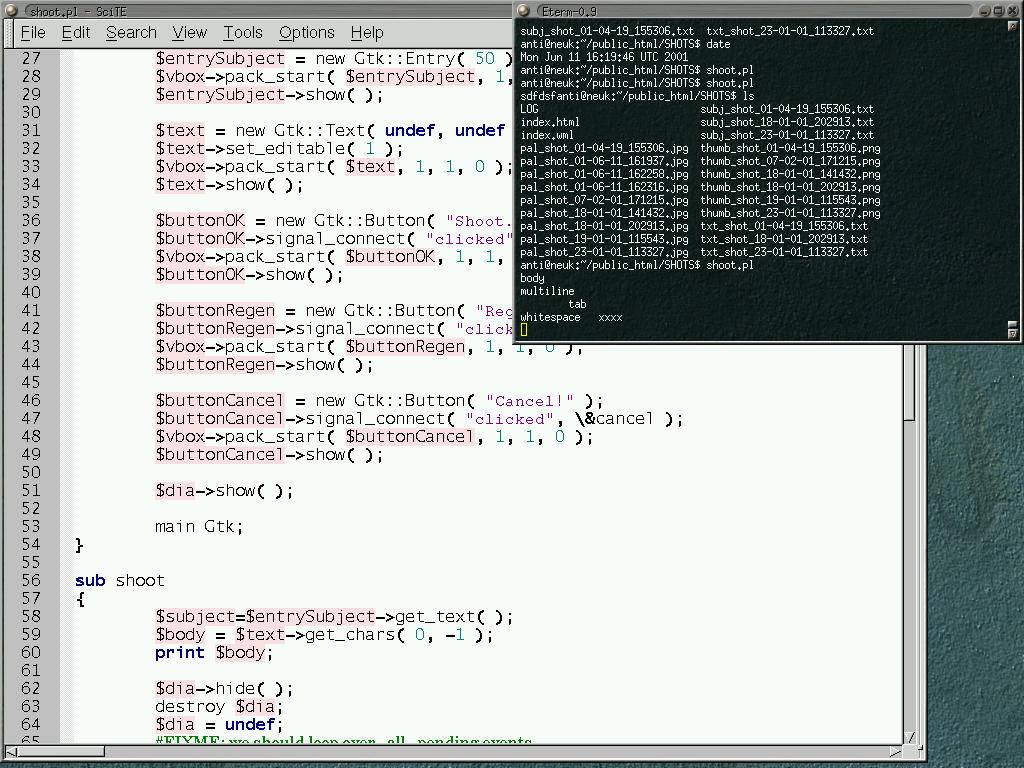 shoot.pl - SciTE
File Edit Search View Tools Options Help
27 $entrySubject = new Gtk::Entry( 50 )
28 $vbox->pack_start( $entrySubject, 1,
29 $entrySubject->show( );
30
31 $text = new Gtk::Text( undef, undef
32 $text->set_editable( 1 );
33 $vbox->pack_start( $text, 1, 1, 0 );
34 $text->show( );
35
36 $buttonOK = new Gtk::Button( "Shoot.
37 $buttonOK->signal_connect( "clicked"
38 $vbox->pack_start( $buttonOK, 1, 1,
39 $buttonOK->show( );
40
41 $buttonRegen = new Gtk::Button( "Reg
42 $buttonRegen->signal_connect( "click
43 $vbox->pack_start( $buttonRegen, 1, 1, 0 );
44 $buttonRegen->show( );
45
46 $buttonCancel = new Gtk::Button( "Cancel!" );
47 $buttonCancel->signal_connect( "clicked", \&cancel );
48 $vbox->pack_start( $buttonCancel, 1, 1, 0 );
49 $buttonCancel->show( );
50
51 $dia->show( );
52
53 main Gtk;
54 }
55
56 sub shoot
57 {
58 $subject=$entrySubject->get_text( );
59 $body = $text->get_chars( 0, -1 );
60 print $body;
61
62 $dia->hide( );
63 destroy $dia;
64 $dia = undef;
65 #FIXME: we should loop over all pending events
Eterm-0.9
subj_shot_01-04-19_155306.txt txt_shot_23-01-01_113327.txt
anti@neuk:~/public_html/SHOTS$ date
Mon Jun 11 16:19:46 UTC 2001
anti@neuk:~/public_html/SHOTS$ shoot.pl
anti@neuk:~/public_html/SHOTS$ shoot.pl
sdfdsfanti@neuk:~/public_html/SHOTS$ ls
LOG subj_shot_01-04-19_155306.txt
index.html subj_shot_18-01-01_202913.txt
index.wml subj_shot_23-01-01_113327.txt
pal_shot_01-04-19_155306.jpg thumb_shot_01-04-19_155306.png
pal_shot_01-06-11_161937.jpg thumb_shot_07-02-01_171215.png
pal_shot_01-06-11_162258.jpg thumb_shot_18-01-01_141432.png
pal_shot_01-06-11_162316.jpg thumb_shot_18-01-01_202913.png
pal_shot_07-02-01_171215.jpg thumb_shot_19-01-01_115543.png
pal_shot_18-01-01_141432.jpg thumb_shot_23-01-01_113327.png
pal_shot_18-01-01_202913.jpg txt_shot_01-04-19_155306.txt
pal_shot_19-01-01_115543.jpg txt_shot_18-01-01_202913.txt
pal_shot_23-01-01_113327.jpg txt_shot_23-01-01_113327.txt
anti@neuk:~/public_html/SHOTS$ shoot.pl
body
multiline
tab
whitespace xxxx